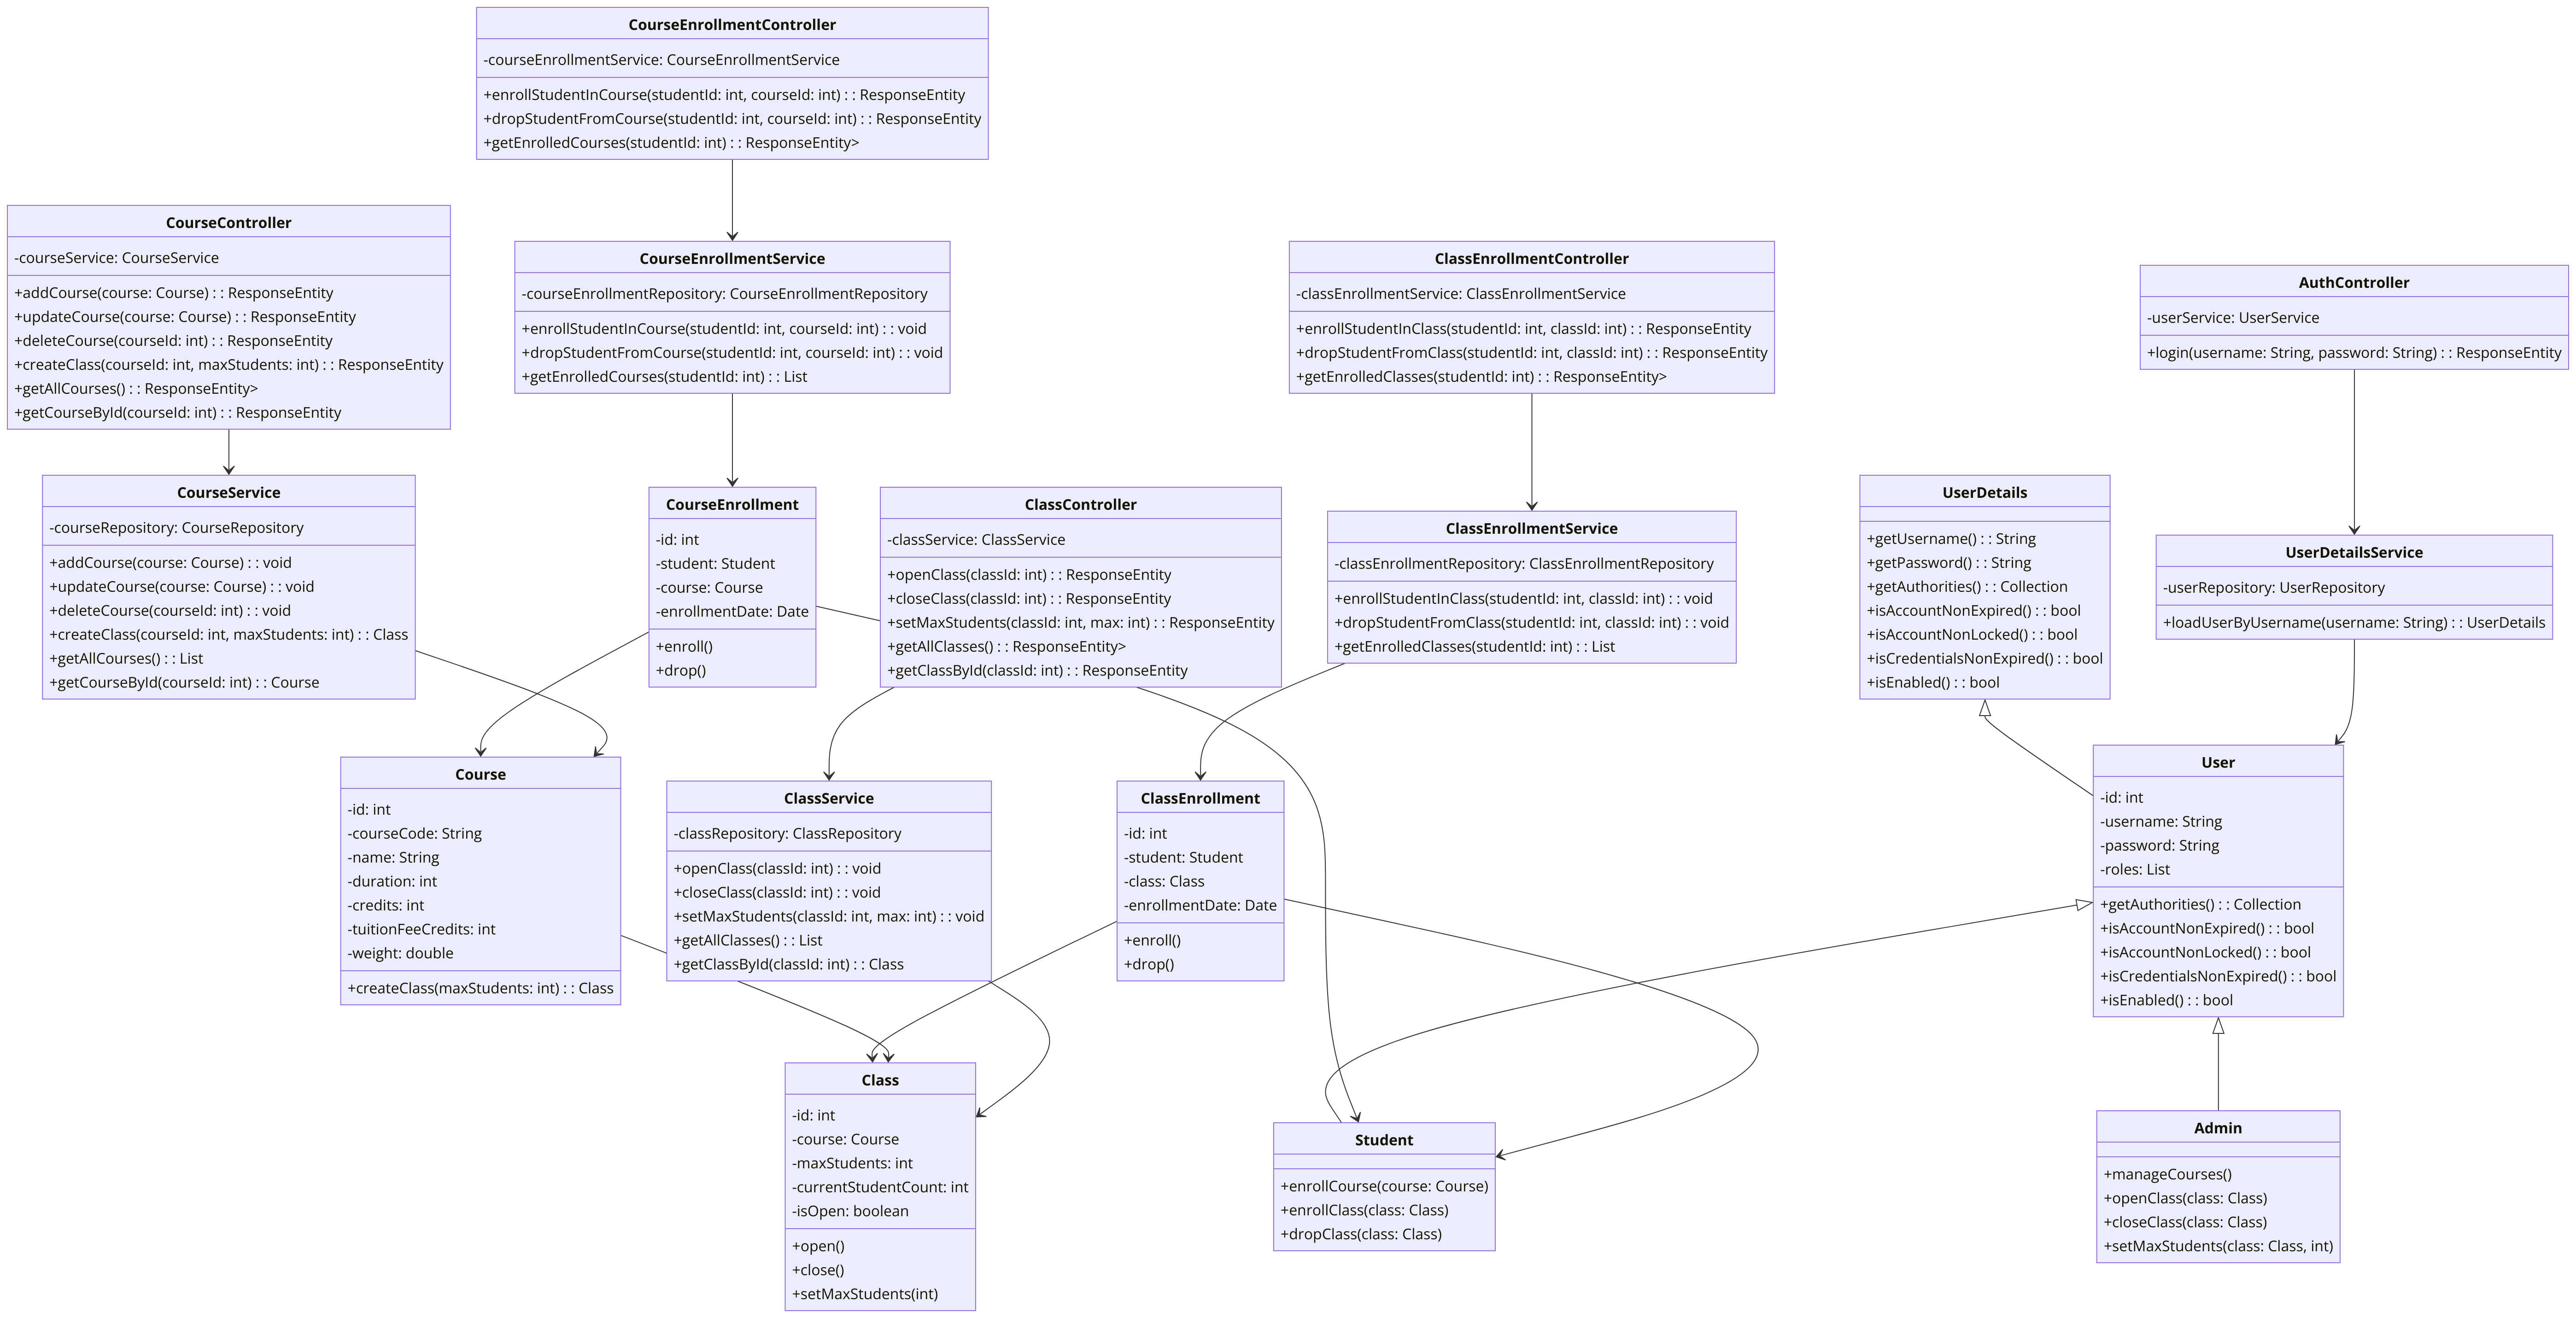 CourseEnrollmentController
-courseEnrollmentService: CourseEnrollmentService
+enrollStudentInCourse(studentId: int, courseId: int) : : ResponseEntity
+dropStudentFromCourse(studentId: int, courseId: int) : : ResponseEntity
+getEnrolledCourses(studentId: int) : : ResponseEntity>
CourseController
-courseService: CourseService
+addCourse(course: Course) : : ResponseEntity
+updateCourse(course: Course) : : ResponseEntity
+deleteCourse(courseId: int) : : ResponseEntity
+createClass(courseId: int, maxStudents: int) : : ResponseEntity
+getAllCourses() : : ResponseEntity>
+getCourseById(courseId: int) : : ResponseEntity
CourseEnrollmentService
-courseEnrollmentRepository: CourseEnrollmentRepository
+enrollStudentInCourse(studentId: int, courseId: int) : : void
+dropStudentFromCourse(studentId: int, courseId: int) : : void
+getEnrolledCourses(studentId: int) : : List
ClassEnrollmentController
-classEnrollmentService: ClassEnrollmentService
+enrollStudentInClass(studentId: int, classId: int) : : ResponseEntity
+dropStudentFromClass(studentId: int, classId: int) : : ResponseEntity
+getEnrolledClasses(studentId: int) : : ResponseEntity>
AuthController
-userService: UserService
+login(username: String, password: String) : : ResponseEntity
CourseService
-courseRepository: CourseRepository
+addCourse(course: Course) : : void
+updateCourse(course: Course) : : void
+deleteCourse(courseId: int) : : void
+createClass(courseId: int, maxStudents: int) : : Class
+getAllCourses() : : List
+getCourseById(courseId: int) : : Course
CourseEnrollment
-id: int
-student: Student
-course: Course
-enrollmentDate: Date
+enroll()
+drop()
ClassController
-classService: ClassService
+openClass(classId: int) : : ResponseEntity
+closeClass(classId: int) : : ResponseEntity
+setMaxStudents(classId: int, max: int) : : ResponseEntity
+getAllClasses() : : ResponseEntity>
+getClassById(classId: int) : : ResponseEntity
ClassEnrollmentService
-classEnrollmentRepository: ClassEnrollmentRepository
+enrollStudentInClass(studentId: int, classId: int) : : void
+dropStudentFromClass(studentId: int, classId: int) : : void
+getEnrolledClasses(studentId: int) : : List
UserDetails
+getUsername() : : String
+getPassword() : : String
+getAuthorities() : : Collection
+isAccountNonExpired() : : bool
+isAccountNonLocked() : : bool
+isCredentialsNonExpired() : : bool
+isEnabled() : : bool
UserDetailsService
-userRepository: UserRepository
+loadUserByUsername(username: String) : : UserDetails
Course
-id: int
-courseCode: String
-name: String
-duration: int
-credits: int
-tuitionFeeCredits: int
-weight: double
+createClass(maxStudents: int) : : Class
ClassService
-classRepository: ClassRepository
+openClass(classId: int) : : void
+closeClass(classId: int) : : void
+setMaxStudents(classId: int, max: int) : : void
+getAllClasses() : : List
+getClassById(classId: int) : : Class
ClassEnrollment
-id: int
-student: Student
-class: Class
-enrollmentDate: Date
+enroll()
+drop()
User
-id: int
-username: String
-password: String
-roles: List
+getAuthorities() : : Collection
+isAccountNonExpired() : : bool
+isAccountNonLocked() : : bool
+isCredentialsNonExpired() : : bool
+isEnabled() : : bool
Class
-id: int
-course: Course
-maxStudents: int
-currentStudentCount: int
-isOpen: boolean
+open()
+close()
+setMaxStudents(int)
Student
+enrollCourse(course: Course)
+enrollClass(class: Class)
+dropClass(class: Class)
Admin
+manageCourses()
+openClass(class: Class)
+closeClass(class: Class)
+setMaxStudents(class: Class, int)